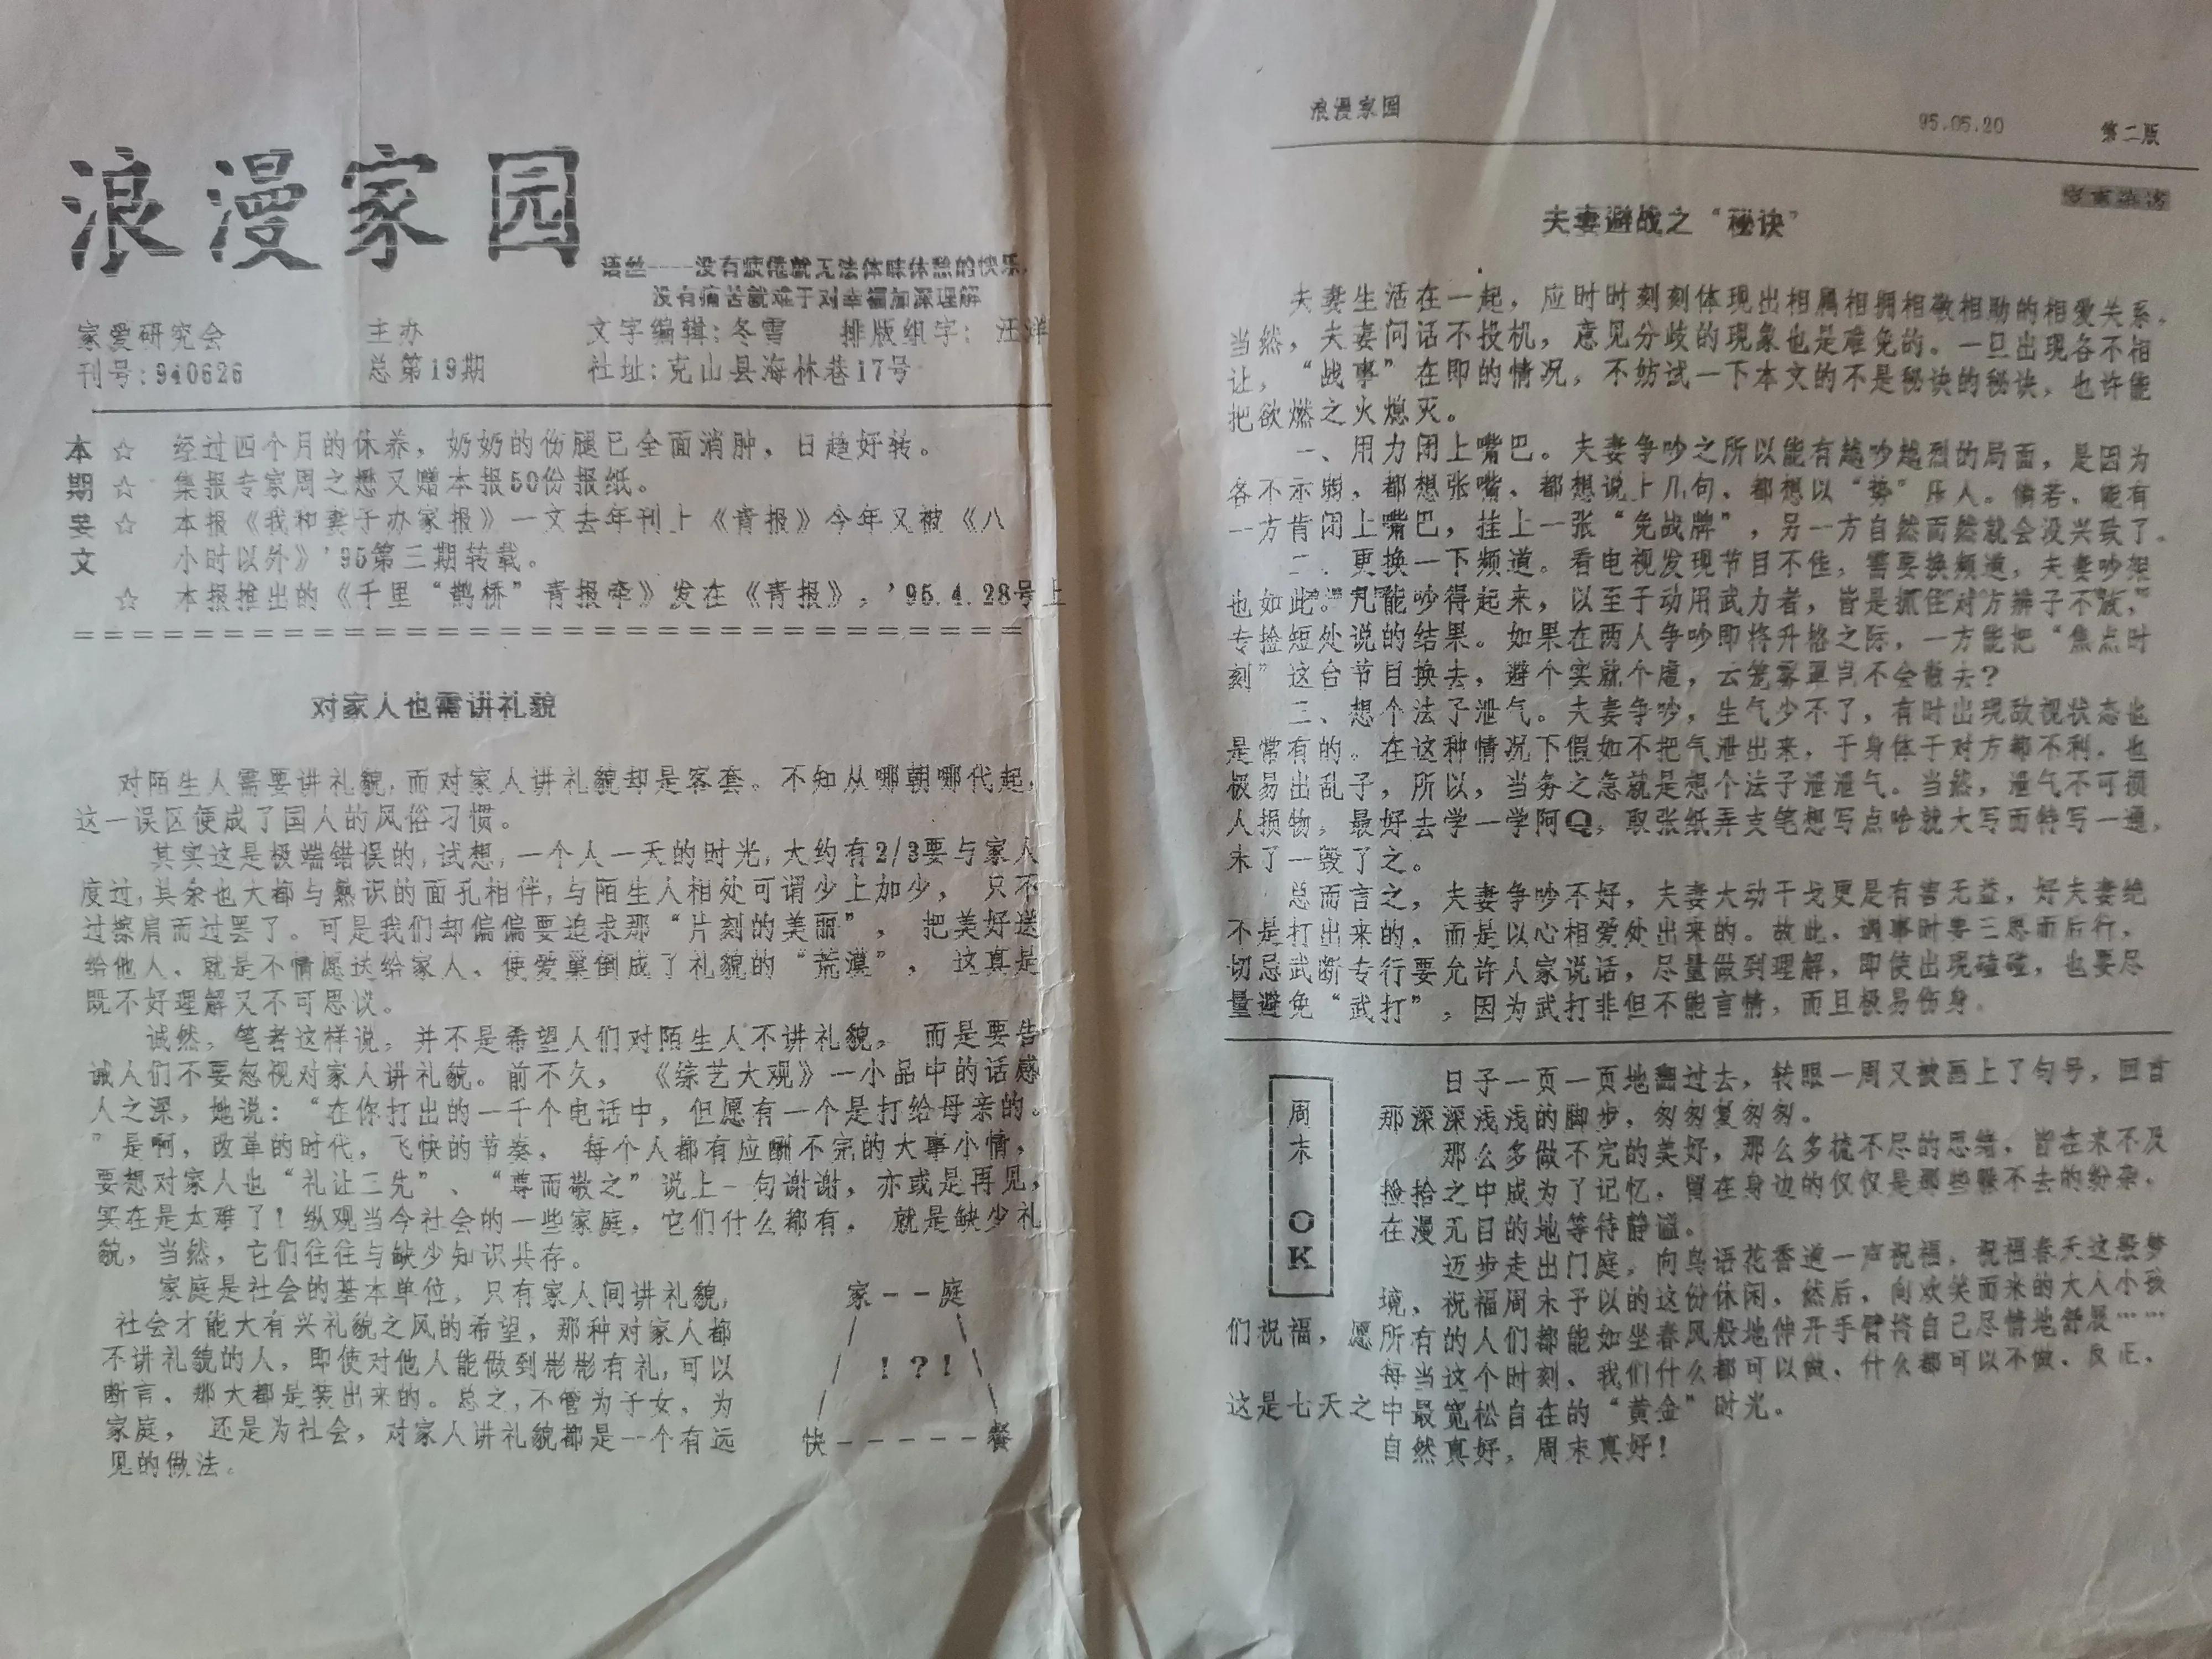 浪漫家园
语丝----没有疲倦就无法体味休憩的快乐,
没有痛苦就难于对幸福加深理解
家爱研究会 主办 文字编辑:冬雪 排版组字: 汪洋
刊号:940626 总第19期 社址:克山县海林巷17号
本期要文
☆ 经过四个月的休养，奶奶的伤腿已全面消肿，日趋好转。
☆ 集报专家周之懋又赠本报50份报纸。
☆ 本报《我和妻子办家报》一文去年刊上《青报》今年又被《八
小时以外》'95第三期转载。
☆ 本报推出的《千里“鹊桥”青报牵》发在《青报》，'95.4.28号上
================================
对家人也需讲礼貌
对陌生人需要讲礼貌,而对家人讲礼貌却是客套。不知从哪朝哪代起,
这一误区便成了国人的风俗习惯。
其实这是极端错误的,试想,一个人一天的时光,大约有2/3要与家人
度过,其余也大都与熟识的面孔相伴,与陌生人相处可谓少上加少， 只不
过擦肩而过罢了。可是我们却偏偏要追求那“片刻的美丽”， 把美好送
给他人，就是不情愿送给家人，使爱巢倒成了礼貌的“荒漠”， 这真是
既不好理解又不可思议。
诚然，笔者这样说，并不是希望人们对陌生人不讲礼貌， 而是要告
诫人们不要忽视对家人讲礼貌。前不久， 《综艺大观》一小品中的话感
人之深，她说：“在你打出的一千个电话中，但愿有一个是打给母亲的。
”是啊，改革的时代，飞快的节奏， 每个人都有应酬不完的大事小情，
要想对家人也“礼让三先”、“尊而敬之”说上一句谢谢，亦或是再见，
实在是太难了！纵观当今社会的一些家庭，它们什么都有， 就是缺少礼
貌，当然，它们往往与缺少知识共存。
家庭是社会的基本单位，只有家人间讲礼貌，
社会才能大有兴礼貌之风的希望，那种对家人都
不讲礼貌的人，即使对他人能做到彬彬有礼,可以
断言，那大都是装出来的。总之,不管为子女，为
家庭， 还是为社会，对家人讲礼貌都是一个有远
见的做法。
家--庭
! ? !
快-----餐
浪漫家园 95.05.20 第二版
夫妻避战之“秘诀”
夫妻生活在一起，应时时刻刻体现出相属相拥相敬相助的相爱关系。
当然，夫妻间话不投机，意见分歧的现象也是难免的。一旦出现各不相
让，“战事”在即的情况，不妨试一下本文的不是秘诀的秘诀，也许能
把欲燃之火熄灭。
一、用力闭上嘴巴。夫妻争吵之所以能有越吵越烈的局面，是因为
各不示弱，都想张嘴，都想说上几句，都想以“势”压人。倘若，能有
一方肯闭上嘴巴，挂上一张“免战牌”，另一方自然而然就会没兴致了。
二、更换一下频道。看电视发现节目不佳，需要换频道，夫妻吵架
也如此。凡能吵得起来，以至于动用武力者，皆是抓住对方辫子不放，
专捡短处说的结果。如果在两人争吵即将升格之际，一方能把“焦点时
刻”这台节目换去，避个实就个虚，云笼雾罩岂不会散去？
三、想个法子泄气。夫妻争吵，生气少不了，有时出现敌视状态也
是常有的。在这种情况下假如不把气泄出来，于身体于对方都不利。也
极易出乱子，所以，当务之急就是想个法子泄泄气。当然，泄气不可损
人损物，最好去学一学阿Q，取张纸弄支笔想写点啥就大写而特写一通，
末了一毁了之。
总而言之，夫妻争吵不好，夫妻大动干戈更是有害无益，好夫妻绝
不是打出来的，而是以心相爱处出来的。故此，遇事时要三思而后行，
切忌武断专行要允许人家说话，尽量做到理解，即使出现磕碰，也要尽
量避免“武打”，因为武打非但不能言情，而且极易伤身。
周末 OK
日子一页一页地翻过去，转眼一周又被画上了句号，回首
那深深浅浅的脚步，匆匆复匆匆。
那么多做不完的美好，那么多梳不尽的思绪，皆在来不及
捡拾之中成为了记忆，留在身边的仅仅是那些躲不去的纷杂，
在漫无目的地等待静谧。
迈步走出门庭，向鸟语花香道一声祝福，祝福春天这般梦
境，祝福周末予以的这份休闲，然后，向欢笑而来的大人小孩
们祝福，愿所有的人们都能如坐春风般地伸开手臂将自己尽情地舒展……
每当这个时刻，我们什么都可以做，什么都可以不做，反正，
这是七天之中最宽松自在的“黄金”时光。
自然真好，周末真好！